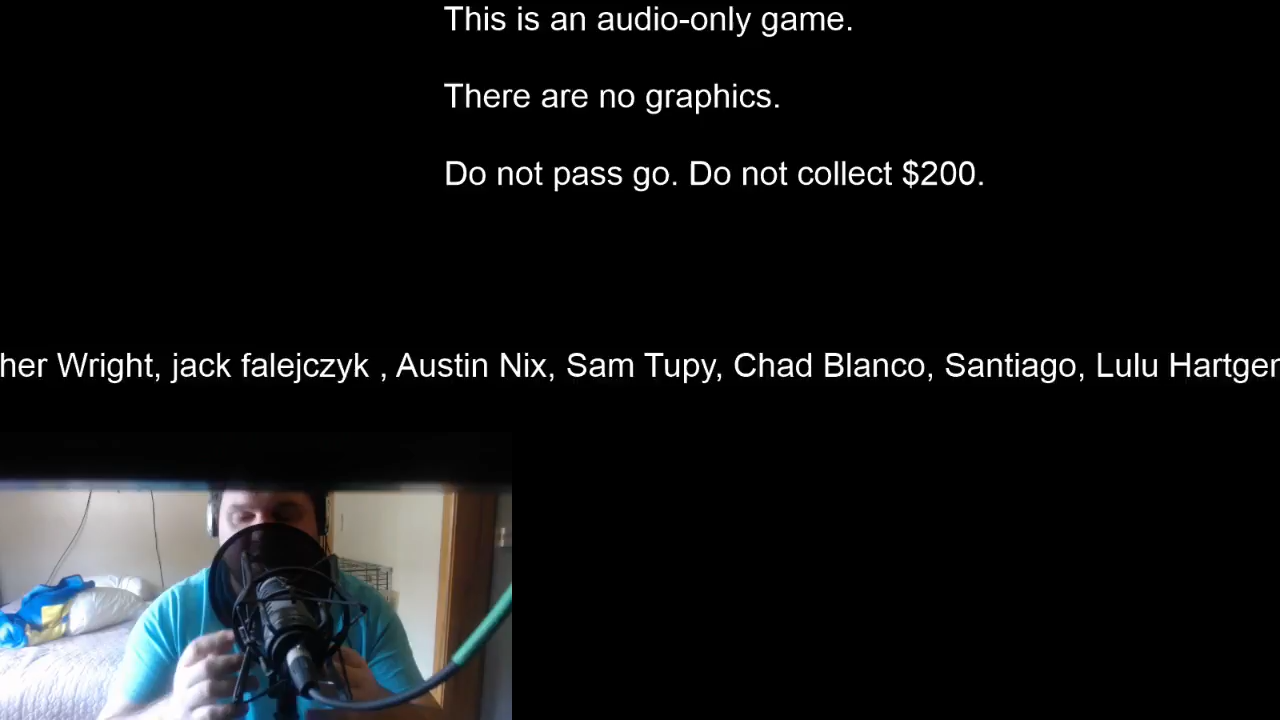 This is an audio-only game.
There are no graphics.
Do not pass go. Do not collect $200.
her Wright, jack falejczyk , Austin Nix, Sam Tupy, Chad Blanco, Santiago, Lulu Hartger